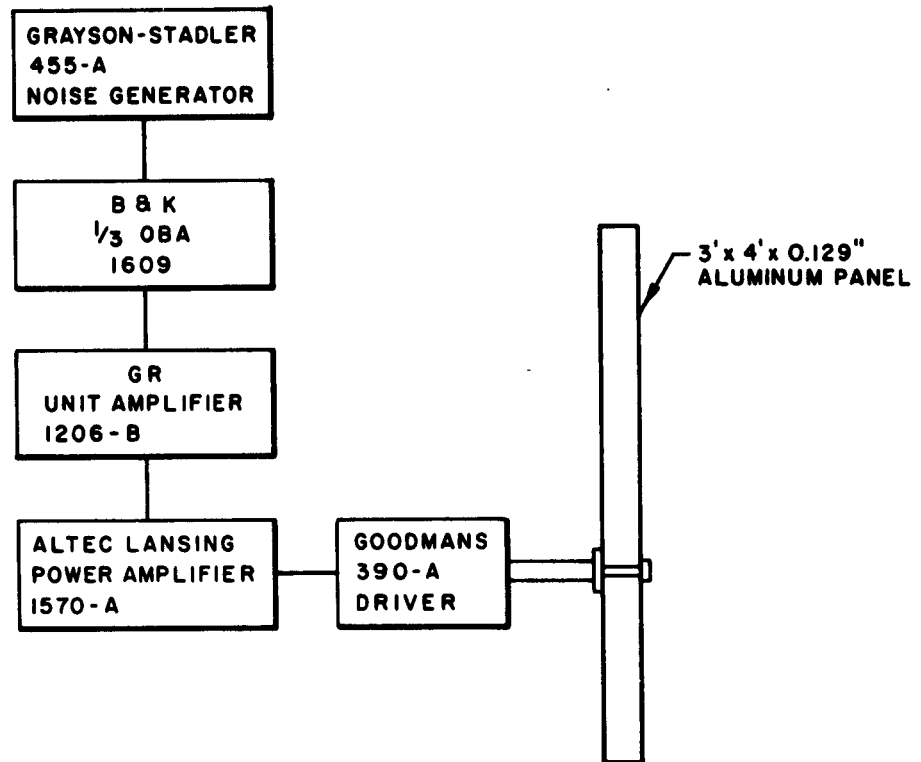 GRAYSON-STADLER
455-A
NOISE GENERATOR
B & K
1/3 OBA
1609
GR
UNIT AMPLIFIER
1206-B
ALTEC LANSING
POWER AMPLIFIER
1570-A
GOODMANS
390-A
DRIVER
3' x 4' x 0.129"
ALUMINUM PANEL